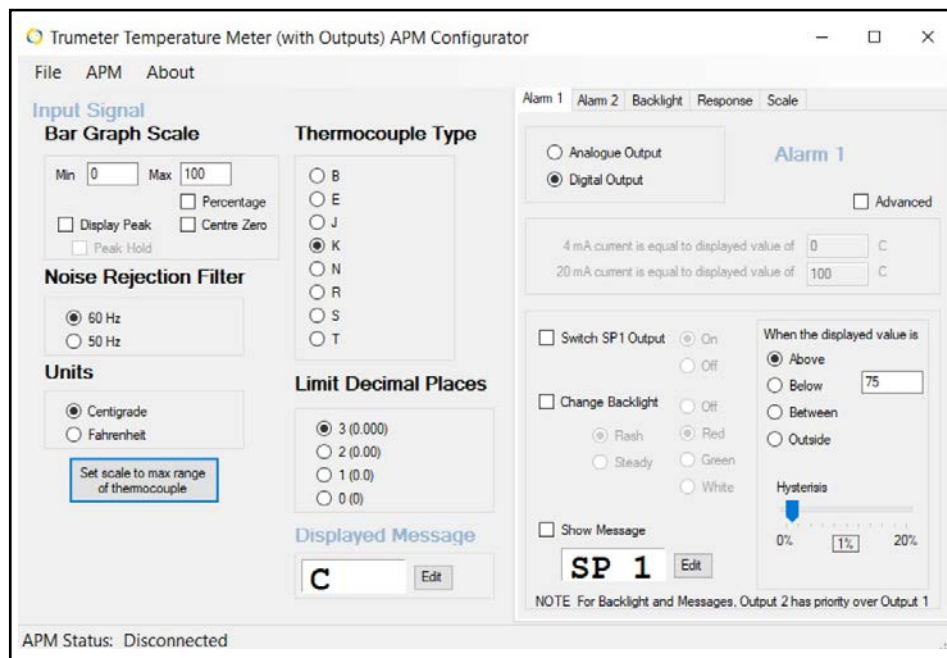 Trumeter Temperature Meter (with Outputs) APM Configurator
File APM About
Input Signal
Bar Graph Scale
Min 0 Max 100
Percentage
Display Peak Centre Zero
Peak Hold
Noise Rejection Filter
60 Hz
50 Hz
Units
Centigrade
Fahrenheit
Set scale to max range
of thermocouple
Thermocouple Type
B
E
J
K
N
R
S
T
Limit Decimal Places
3 (0.000)
2 (0.00)
1 (0.0)
0 (0)
Displayed Message
C Edit
Alarm 1 Alarm 2 Backlight Response Scale
Analogue Output
Digital Output
Alarm 1
Advanced
4 mA current is equal to displayed value of 0 C
20 mA current is equal to displayed value of 100 C
Switch SP1 Output On
Off
Change Backlight Off
Flash Red
Steady Green
White
Show Message
SP 1 Edit
When the displayed value is
Above
Below 75
Between
Outside
Hysterisis
0% 1% 20%
NOTE For Backlight and Messages, Output 2 has priority over Output 1
APM Status: Disconnected